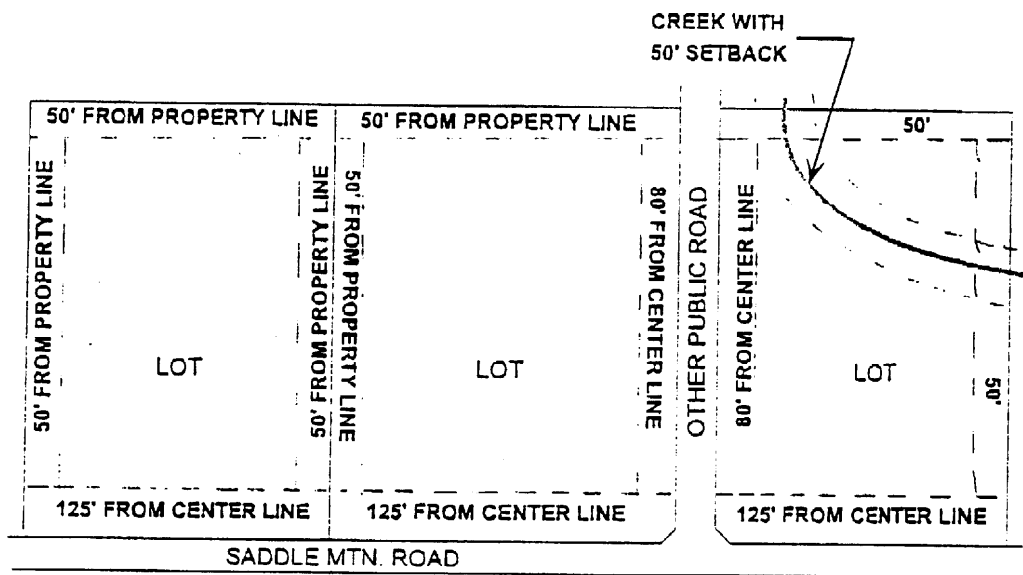 CREEK WITH
50' SETBACK
50' FROM PROPERTY LINE
50' FROM PROPERTY LINE
50'
50' FROM PROPERTY LINE
50' FROM PROPERTY LINE
50' FROM PROPERTY LINE
80' FROM CENTER LINE
OTHER PUBLIC ROAD
80' FROM CENTER LINE
LOT
LOT
LOT
50'
125' FROM CENTER LINE
125' FROM CENTER LINE
125' FROM CENTER LINE
SADDLE MTN. ROAD